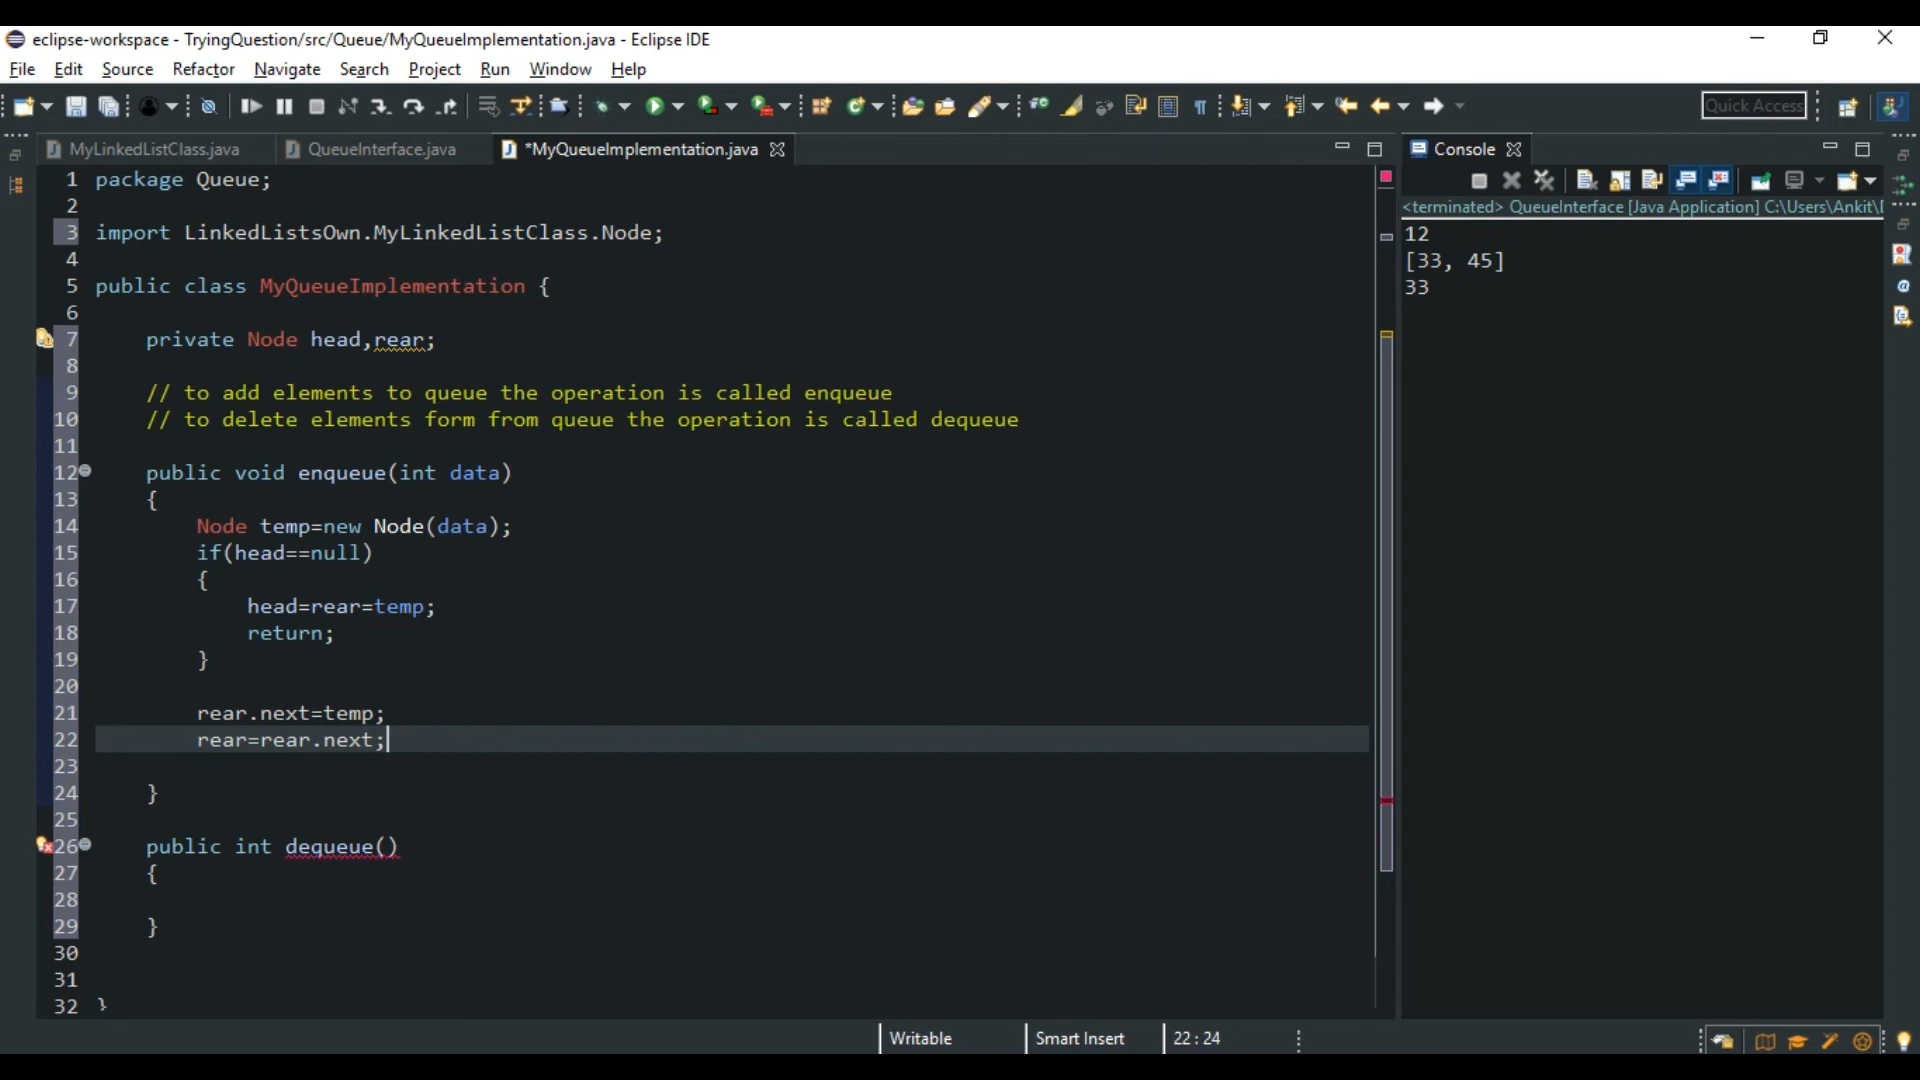 eclipse-workspace - TryingQuestion/src/Queue/MyQueueImplementation.java - Eclipse IDE
File Edit Source Refactor Navigate Search Project Run Window Help
Quick Access
MyLinkedListClass.java QueueInterface.java *MyQueueImplementation.java Console
1 package Queue;
2
3 import LinkedListsOwn.MyLinkedListClass.Node;
4
5 public class MyQueueImplementation {
6
7 private Node head,rear;
8
9 // to add elements to queue the operation is called enqueue
10 // to delete elements form from queue the operation is called dequeue
11
12 public void enqueue(int data)
13 {
14 Node temp=new Node(data);
15 if(head==null)
16 {
17 head=rear=temp;
18 return;
19 }
20
21 rear.next=temp;
22 rear=rear.next;
23
24 }
25
26 public int dequeue()
27 {
28
29 }
30
31
32 }
<terminated> QueueInterface [Java Application] C:\Users\Ankit\
12
[33, 45]
33
Writable Smart Insert 22 : 24